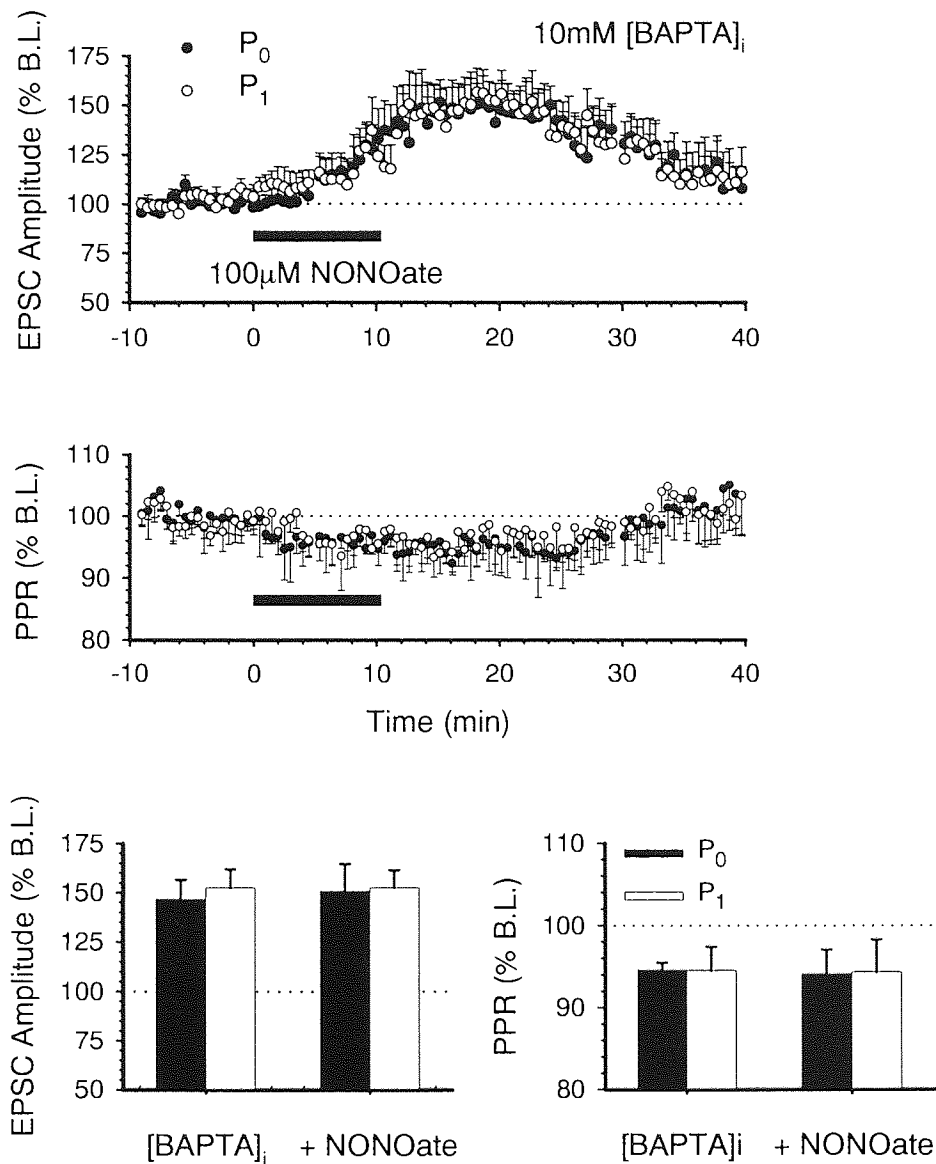 175
150
125
100
75
50
EPSC Amplitude (% B.L.)
P0
P1
10mM [BAPTA]i
100μM NONOate
-10 0 10 20 30 40
110
100
90
80
PPR (% B.L.)
-10 0 10 20 30 40
Time (min)
175
150
125
100
75
50
EPSC Amplitude (% B.L.)
[BAPTA]i + NONOate
110
100
90
80
PPR (% B.L.)
P0
P1
[BAPTA]i + NONOate